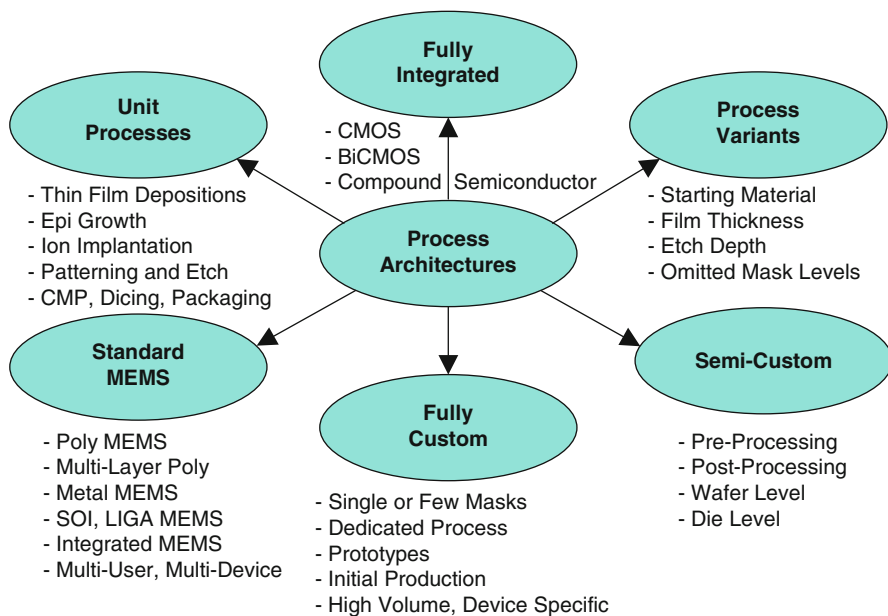 Fully
Integrated
- CMOS
- BiCMOS
- Compound Semiconductor
Unit
Processes
- Thin Film Depositions
- Epi Growth
- Ion Implantation
- Patterning and Etch
- CMP, Dicing, Packaging
Process
Variants
- Starting Material
- Film Thickness
- Etch Depth
- Omitted Mask Levels
Process
Architectures
Standard
MEMS
- Poly MEMS
- Multi-Layer Poly
- Metal MEMS
- SOI, LIGA MEMS
- Integrated MEMS
- Multi-User, Multi-Device
Fully
Custom
- Single or Few Masks
- Dedicated Process
- Prototypes
- Initial Production
- High Volume, Device Specific
Semi-Custom
- Pre-Processing
- Post-Processing
- Wafer Level
- Die Level